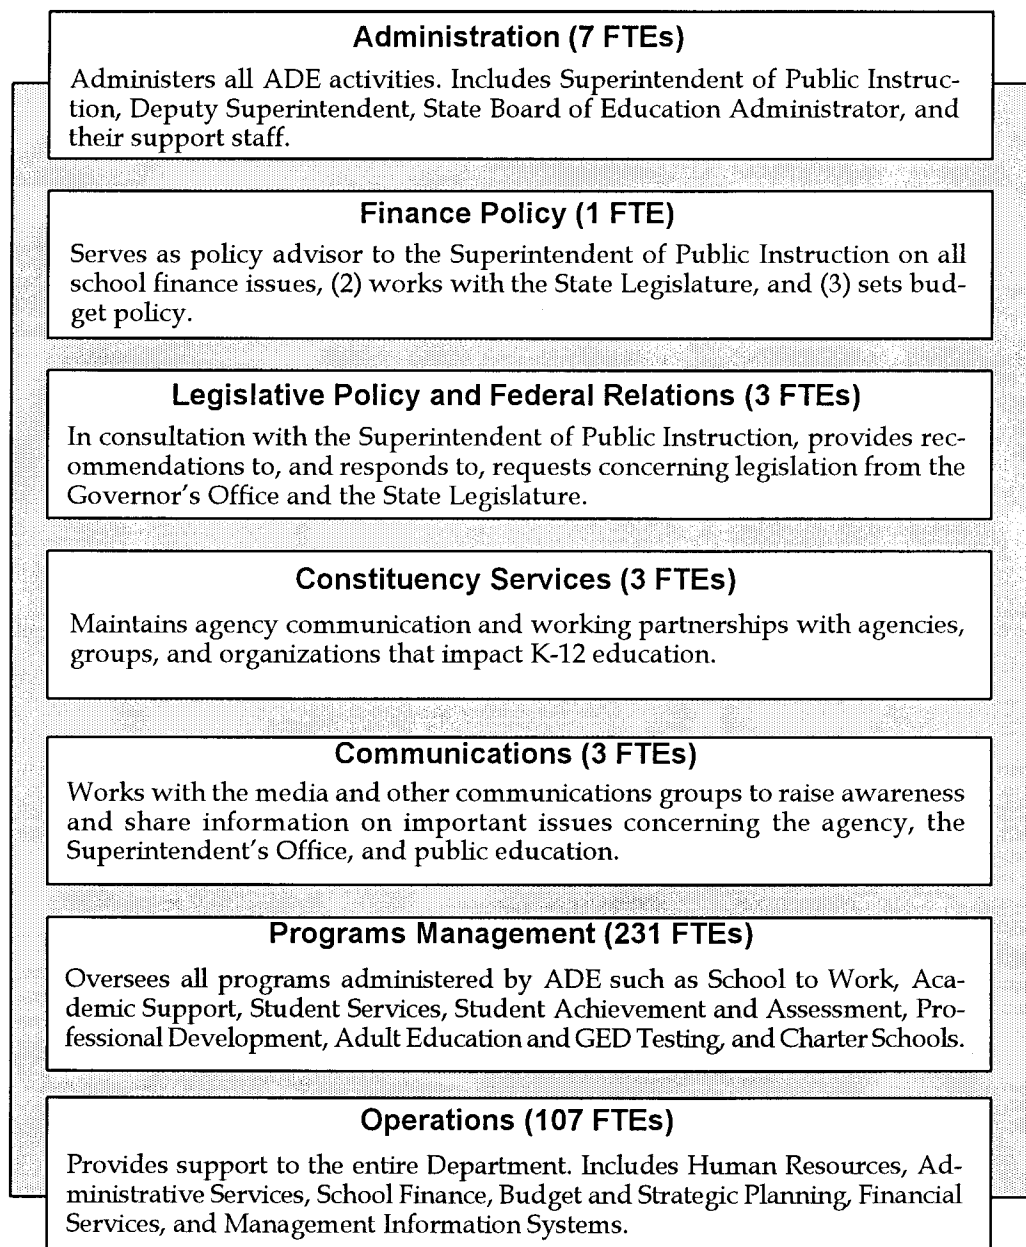 Administration (7 FTEs)
Administers all ADE activities. Includes Superintendent of Public Instruc-
tion, Deputy Superintendent, State Board of Education Administrator, and
their support staff.
Finance Policy (1 FTE)
Serves as policy advisor to the Superintendent of Public Instruction on all
school finance issues, (2) works with the State Legislature, and (3) sets bud-
get policy.
Legislative Policy and Federal Relations (3 FTEs)
In consultation with the Superintendent of Public Instruction, provides rec-
ommendations to, and responds to, requests concerning legislation from the
Governor's Office and the State Legislature.
Constituency Services (3 FTEs)
Maintains agency communication and working partnerships with agencies,
groups, and organizations that impact K-12 education.
Communications (3 FTEs)
Works with the media and other communications groups to raise awareness
and share information on important issues concerning the agency, the
Superintendent's Office, and public education.
Programs Management (231 FTEs)
Oversees all programs administered by ADE such as School to Work, Aca-
demic Support, Student Services, Student Achievement and Assessment, Pro-
fessional Development, Adult Education and GED Testing, and Charter Schools.
Operations (107 FTEs)
Provides support to the entire Department. Includes Human Resources, Ad-
ministrative Services, School Finance, Budget and Strategic Planning, Financial
Services, and Management Information Systems.